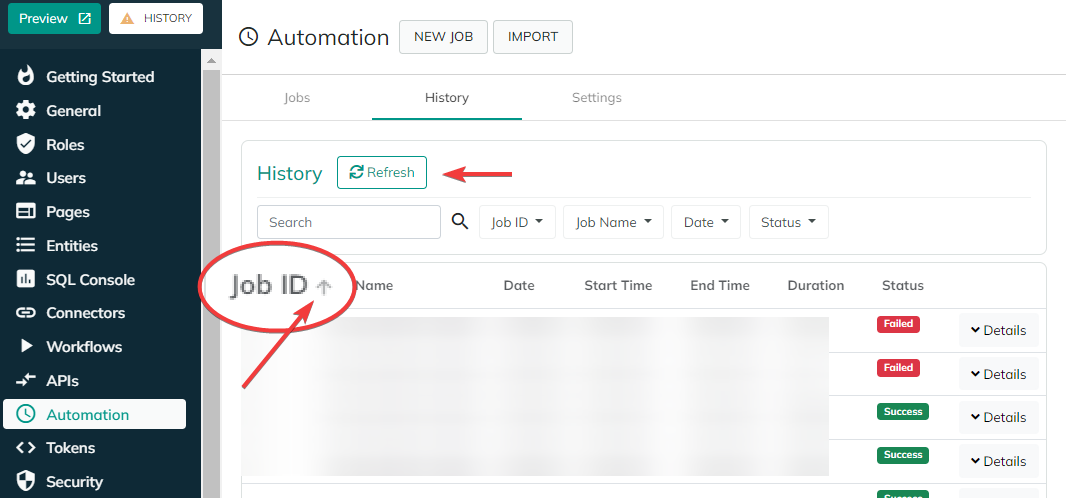 Preview
HISTORY
Getting Started
General
Roles
Users
Pages
Entities
SQL Console
Connectors
Workflows
APIs
Automation
Tokens
Security
Automation
NEW JOB
IMPORT
Jobs
History
Settings
History
Refresh
Search
Job ID
Job Name
Date
Status
Job ID Name Date Start Time End Time Duration Status
Failed Details
Failed Details
Success Details
Success Details
Success